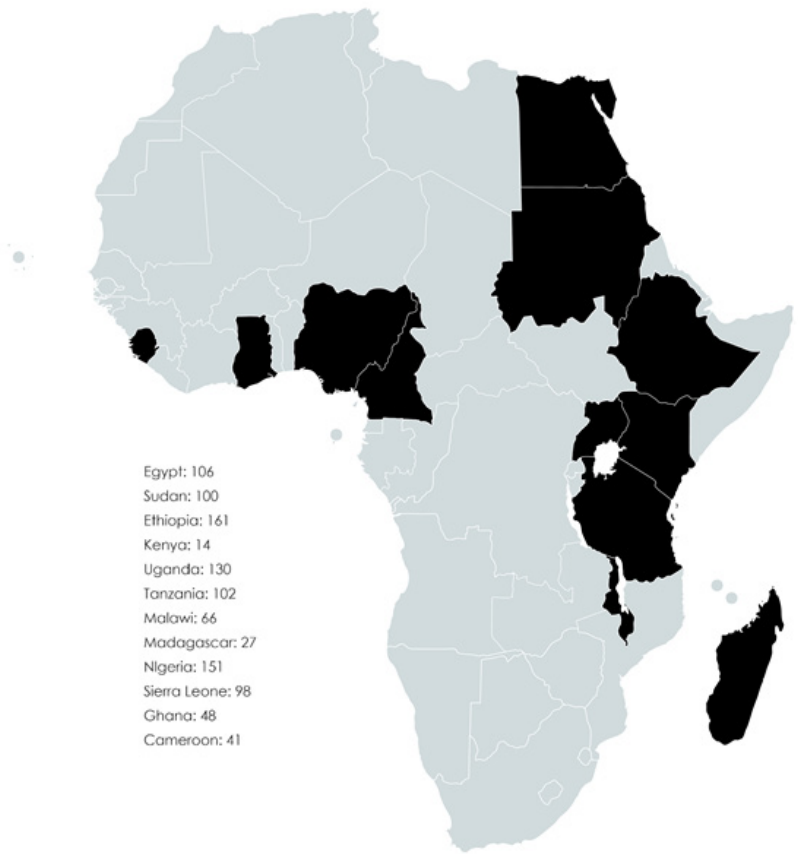 Egypt: 106
Sudan: 100
Ethiopia: 161
Kenya: 14
Uganda: 130
Tanzania: 102
Malawi: 66
Madagascar: 27
NIgeria: 151
Sierra Leone: 98
Ghana: 48
Cameroon: 41